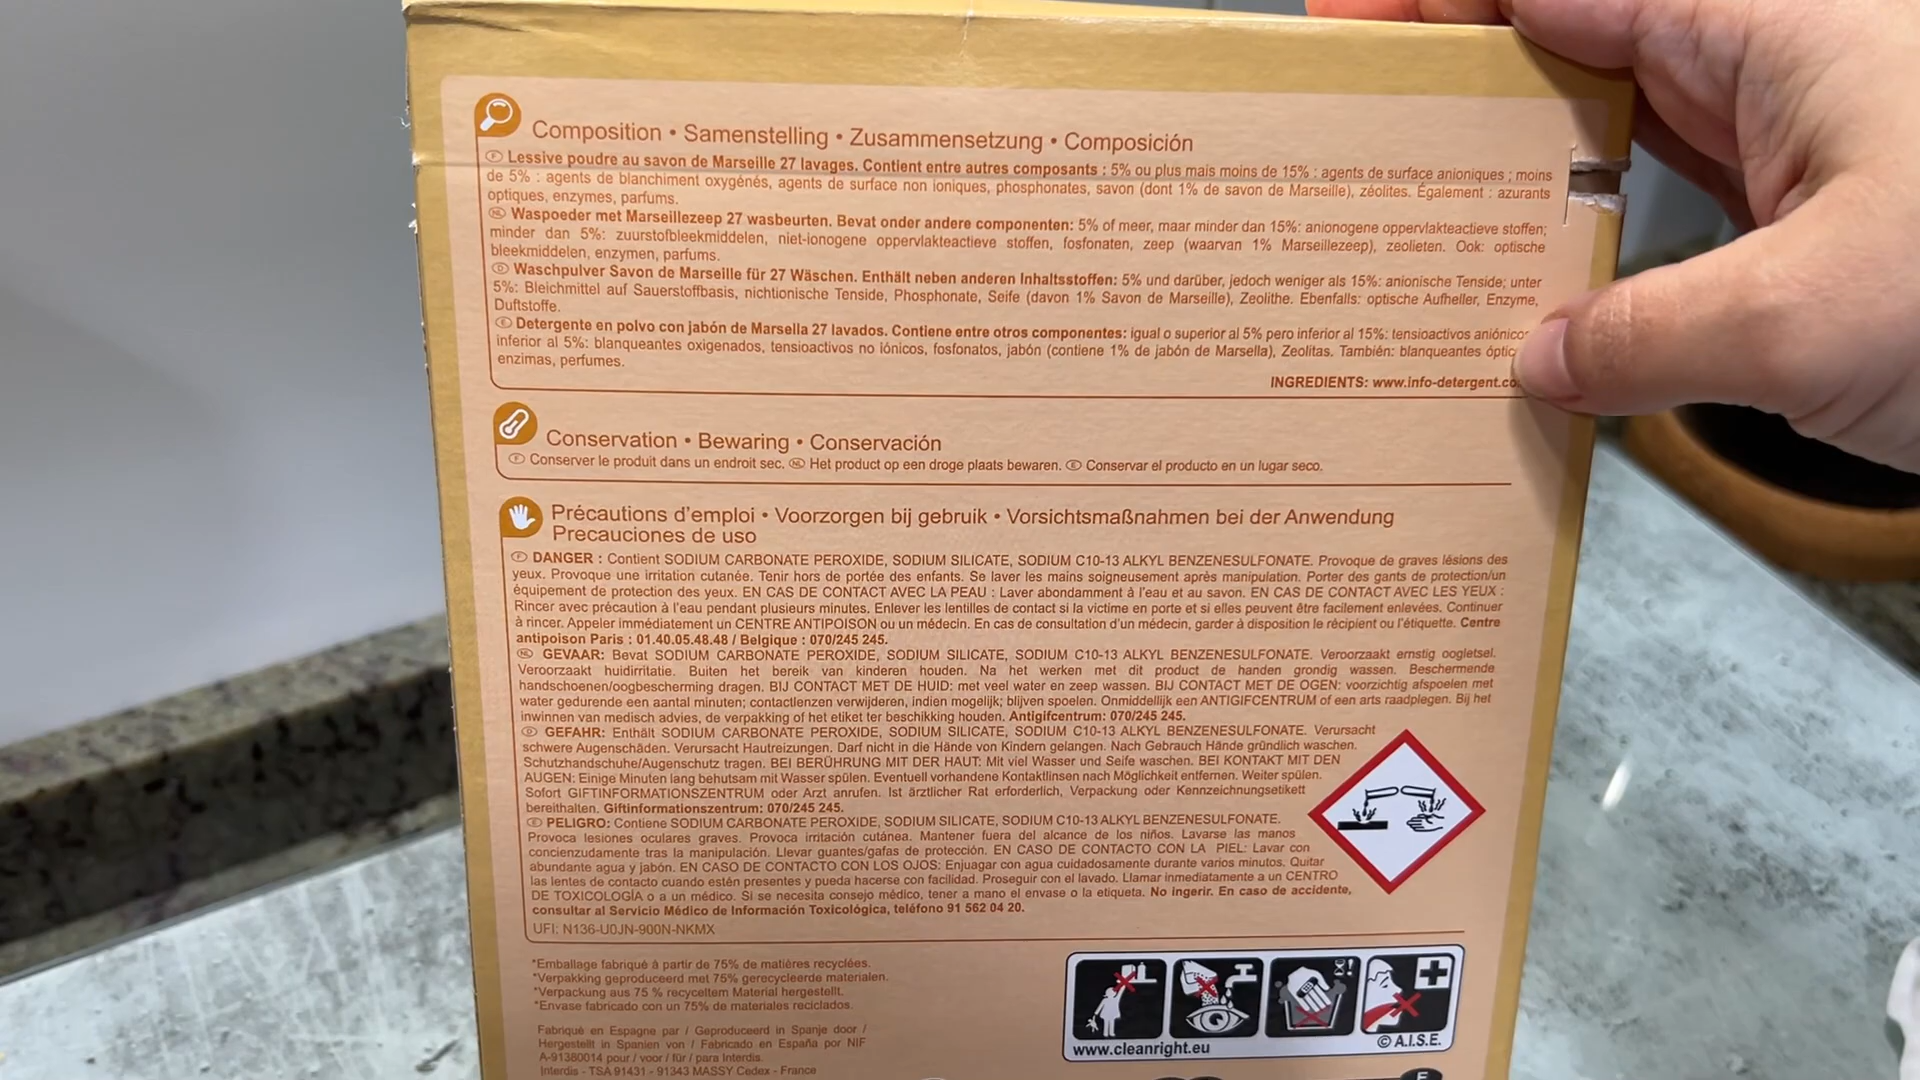 Composition • Samenstelling • Zusammensetzung • Composición
F Lessive poudre au savon de Marseille 27 lavages. Contient entre autres composants : 5% ou plus mais moins de 15% : agents de surface anioniques ; moins
de 5% : agents de blanchiment oxygénés, agents de surface non ioniques, phosphonates, savon (dont 1% de savon de Marseille), zéolites. Également : azurants
optiques, enzymes, parfums.
NL Waspoeder met Marseillezeep 27 wasbeurten. Bevat onder andere componenten: 5% of meer, maar minder dan 15%: anionogene oppervlakteactieve stoffen;
minder dan 5%: zuurstofbleekmiddelen, niet-ionogene oppervlakteactieve stoffen, fosfonaten, zeep (waarvan 1% Marseillezeep), zeolieten. Ook: optische
bleekmiddelen, enzymen, parfums.
D Waschpulver Savon de Marseille für 27 Wäschen. Enthält neben anderen Inhaltsstoffen: 5% und darüber, jedoch weniger als 15%: anionische Tenside; unter
5%: Bleichmittel auf Sauerstoffbasis, nichtionische Tenside, Phosphonate, Seife (davon 1% Savon de Marseille), Zeolithe. Ebenfalls: optische Aufheller, Enzyme,
Duftstoffe.
E Detergente en polvo con jabón de Marsella 27 lavados. Contiene entre otros componentes: igual o superior al 5% pero inferior al 15%: tensioactivos
inferior al 5%: blanqueantes oxigenados, tensioactivos no iónicos, fosfonatos, jabón (contiene 1% de jabón de Marsella), Zeolitas. También: blanqueantes
enzimas, perfumes.
INGREDIENTS: www.info-detergent.co
Conservation • Bewaring • Conservación
F Conserver le produit dans un endroit sec. NL Het product op een droge plaats bewaren. E Conservar el producto en un lugar seco.
Précautions d'emploi • Voorzorgen bij gebruik • Vorsichtsmaßnahmen bei der Anwendung
Precauciones de uso
F DANGER : Contient SODIUM CARBONATE PEROXIDE, SODIUM SILICATE, SODIUM C10-13 ALKYL BENZENESULFONATE. Provoque de graves lésions des
yeux. Provoque une irritation cutanée. Tenir hors de portée des enfants. Se laver les mains soigneusement après manipulation. Porter des gants de protection/un
équipement de protection des yeux. EN CAS DE CONTACT AVEC LA PEAU : Laver abondamment à l'eau et au savon. EN CAS DE CONTACT AVEC LES YEUX :
Rincer avec précaution à l'eau pendant plusieurs minutes. Enlever les lentilles de contact si la victime en porte et si elles peuvent être facilement enlevées. Continuer
à rincer. Appeler immédiatement un CENTRE ANTIPOISON ou un médecin. En cas de consultation d'un médecin, garder à disposition le récipient ou l'étiquette. Centre
antipoison Paris : 01.40.05.48.48 / Belgique : 070/245 245.
NL GEVAAR: Bevat SODIUM CARBONATE PEROXIDE, SODIUM SILICATE, SODIUM C10-13 ALKYL BENZENESULFONATE. Veroorzaakt ernstig oogletsel.
Veroorzaakt huidirritatie. Buiten het bereik van kinderen houden. Na het werken met dit product de handen grondig wassen. Beschermende
handschoenen/oogbescherming dragen. BIJ CONTACT MET DE HUID: met veel water en zeep wassen. BIJ CONTACT MET DE OGEN: voorzichtig afspoelen met
water gedurende een aantal minuten; contactlenzen verwijderen, indien mogelijk; blijven spoelen. Onmiddellijk een ANTIGIFCENTRUM of een arts raadplegen. Bij het
inwinnen van medisch advies, de verpakking of het etiket ter beschikking houden. Antigifcentrum: 070/245 245.
D GEFAHR: Enthält SODIUM CARBONATE PEROXIDE, SODIUM SILICATE, SODIUM C10-13 ALKYL BENZENESULFONATE. Verursacht
schwere Augenschäden. Verursacht Hautreizungen. Darf nicht in die Hände von Kindern gelangen. Nach Gebrauch Hände gründlich waschen.
Schutzhandschuhe/Augenschutz tragen. BEI BERÜHRUNG MIT DER HAUT: Mit viel Wasser und Seife waschen. BEI KONTAKT MIT DEN
AUGEN: Einige Minuten lang behutsam mit Wasser spülen. Eventuell vorhandene Kontaktlinsen nach Möglichkeit entfernen. Weiter spülen.
Sofort GIFTINFORMATIONSZENTRUM oder Arzt anrufen. Ist ärztlicher Rat erforderlich, Verpackung oder Kennzeichnungsetikett
bereithalten. Giftinformationszentrum: 070/245 245.
E PELIGRO: Contiene SODIUM CARBONATE PEROXIDE, SODIUM SILICATE, SODIUM C10-13 ALKYL BENZENESULFONATE.
Provoca lesiones oculares graves. Provoca irritación cutánea. Mantener fuera del alcance de los niños. Lavarse las manos
concienzudamente tras la manipulación. Llevar guantes/gafas de protección. EN CASO DE CONTACTO CON LA PIEL: Lavar con
abundante agua y jabón. EN CASO DE CONTACTO CON LOS OJOS: Enjuagar con agua cuidadosamente durante varios minutos. Quitar
las lentes de contacto cuando estén presentes y pueda hacerse con facilidad. Proseguir con el lavado. Llamar inmediatamente a un CENTRO
DE TOXICOLOGÍA o a un médico. Si se necesita consejo médico, tener a mano el envase o la etiqueta. No ingerir. En caso de accidente,
consultar al Servicio Médico de Información Toxicológica, teléfono 91 562 04 20.
UFI: N136-U0JN-900N-NKMX
*Emballage fabriqué à partir de 75% de matières recyclées.
*Verpakking geproduceerd met 75% gerecycleerde materialen.
*Verpackung aus 75 % recyceltem Material hergestellt.
*Envase fabricado con un 75% de materiales reciclados.
Fabriqué en Espagne par / Geproduceerd in Spanje door /
Hergestellt in Spanien von / Fabricado en España por NIF
A-91380014 pour / voor / für / para Interdis.
Interdis - TSA 91431 - 91343 MASSY Cedex - France
www.cleanright.eu
© A.I.S.E.